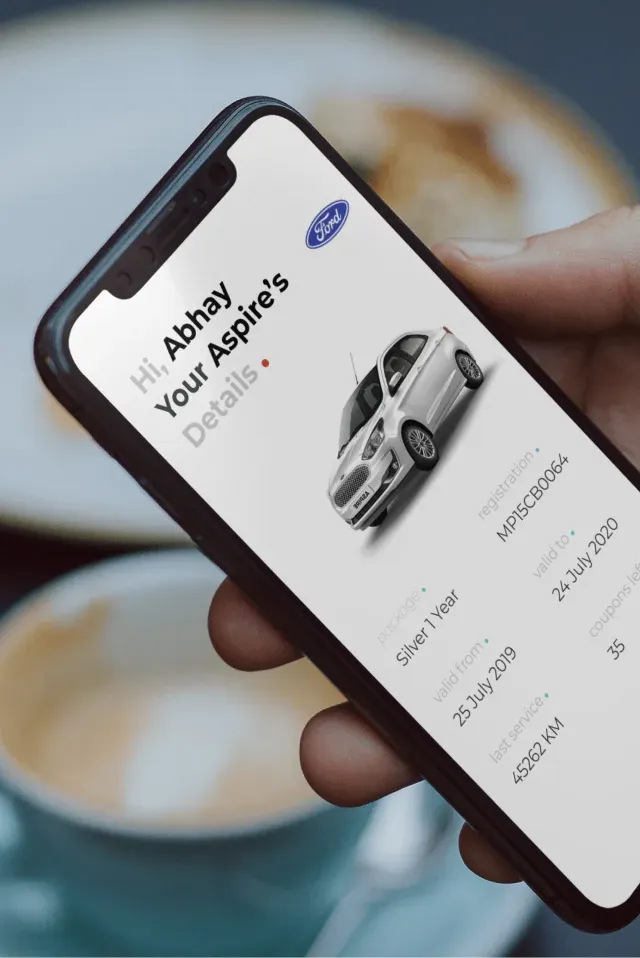 Ford
Hi, Abhay
Your Aspire's
Details
registration
MP15CB0064
package
Silver 1 Year
valid to
24 July 2020
valid from
25 July 2019
coupons left
35
last service
45262 KM